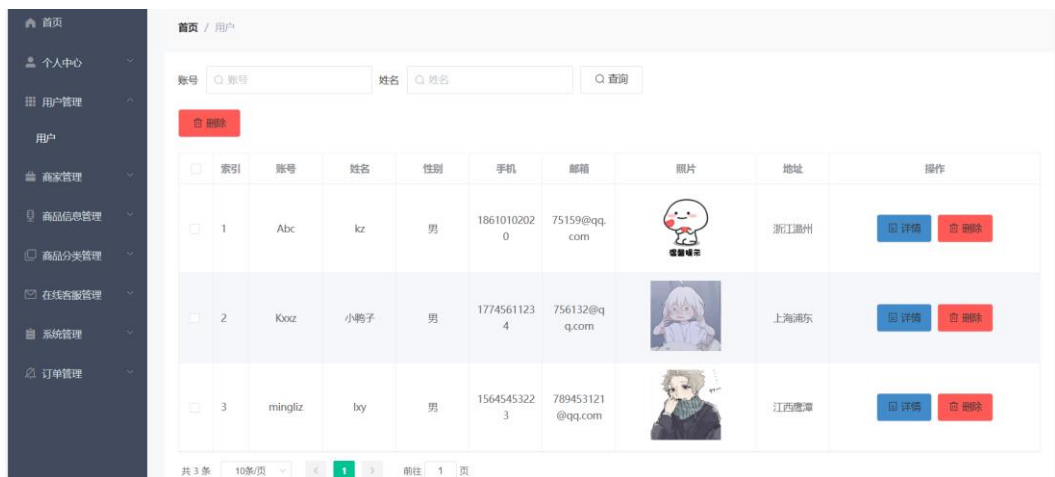 首页
个人中心
用户管理
用户
商家管理
商品信息管理
商品分类管理
在线客服管理
系统管理
订单管理
首页 / 用户
账号 账号 姓名 姓名 查询
删除
索引 账号 姓名 性别 手机 邮箱 照片 地址 操作
1 Abc kz 男 1861010202 75159@qq. 浙江温州 详情 删除
0 com
温馨提示
2 Kxxz 小鸭子 男 1774561123 756132@q 上海浦东 详情 删除
4 q.com
3 mingliz lxy 男 1564545322 789453121 江西鹰潭 详情 删除
3 @qq.com
共 3 条 10条/页 1 前往 1 页